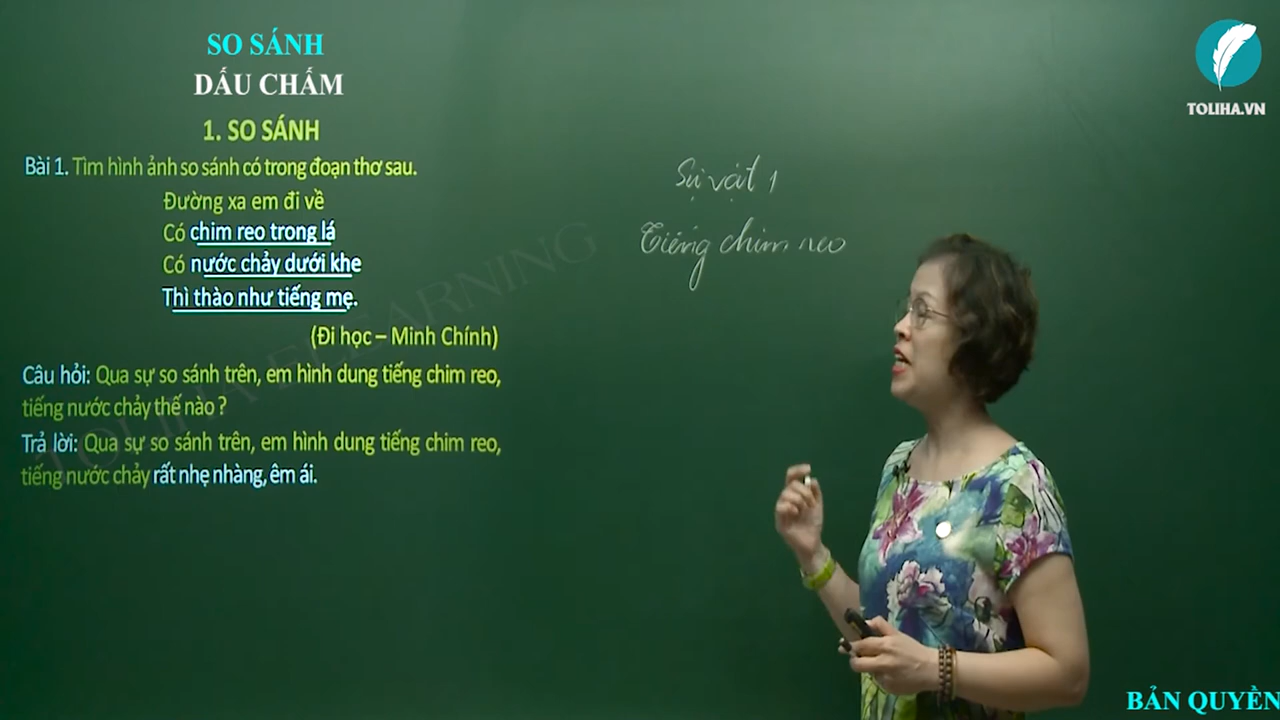 SO SÁNH
DẤU CHẤM
1. SO SÁNH
Bài 1. Tìm hình ảnh so sánh có trong đoạn thơ sau.
Đường xa em đi về
Có chim reo trong lá
Có nước chảy dưới khe
Thì thào như tiếng mẹ.
(Đi học – Minh Chính)
Câu hỏi: Qua sự so sánh trên, em hình dung tiếng chim reo,
tiếng nước chảy thế nào ?
Trả lời: Qua sự so sánh trên, em hình dung tiếng chim reo,
tiếng nước chảy rất nhẹ nhàng, êm ái.
Sự vật 1
Tiếng chim reo
TOLIHA.VN
TOLIHA ELEARNING
BẢN QUYỀN